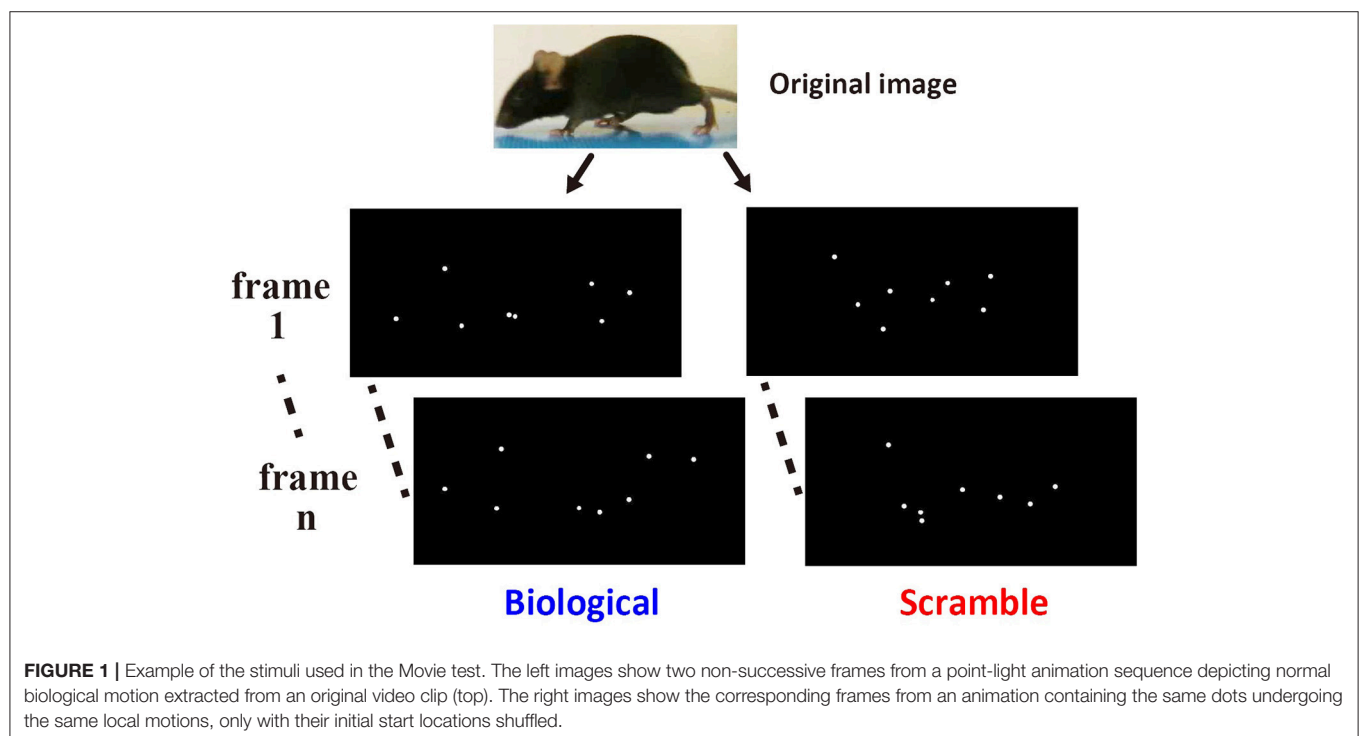 Original image
frame
1
frame
n
Biological
Scramble
FIGURE 1 | Example of the stimuli used in the Movie test. The left images show two non-successive frames from a point-light animation sequence depicting normal
biological motion extracted from an original video clip (top). The right images show the corresponding frames from an animation containing the same dots undergoing
the same local motions, only with their initial start locations shuffled.